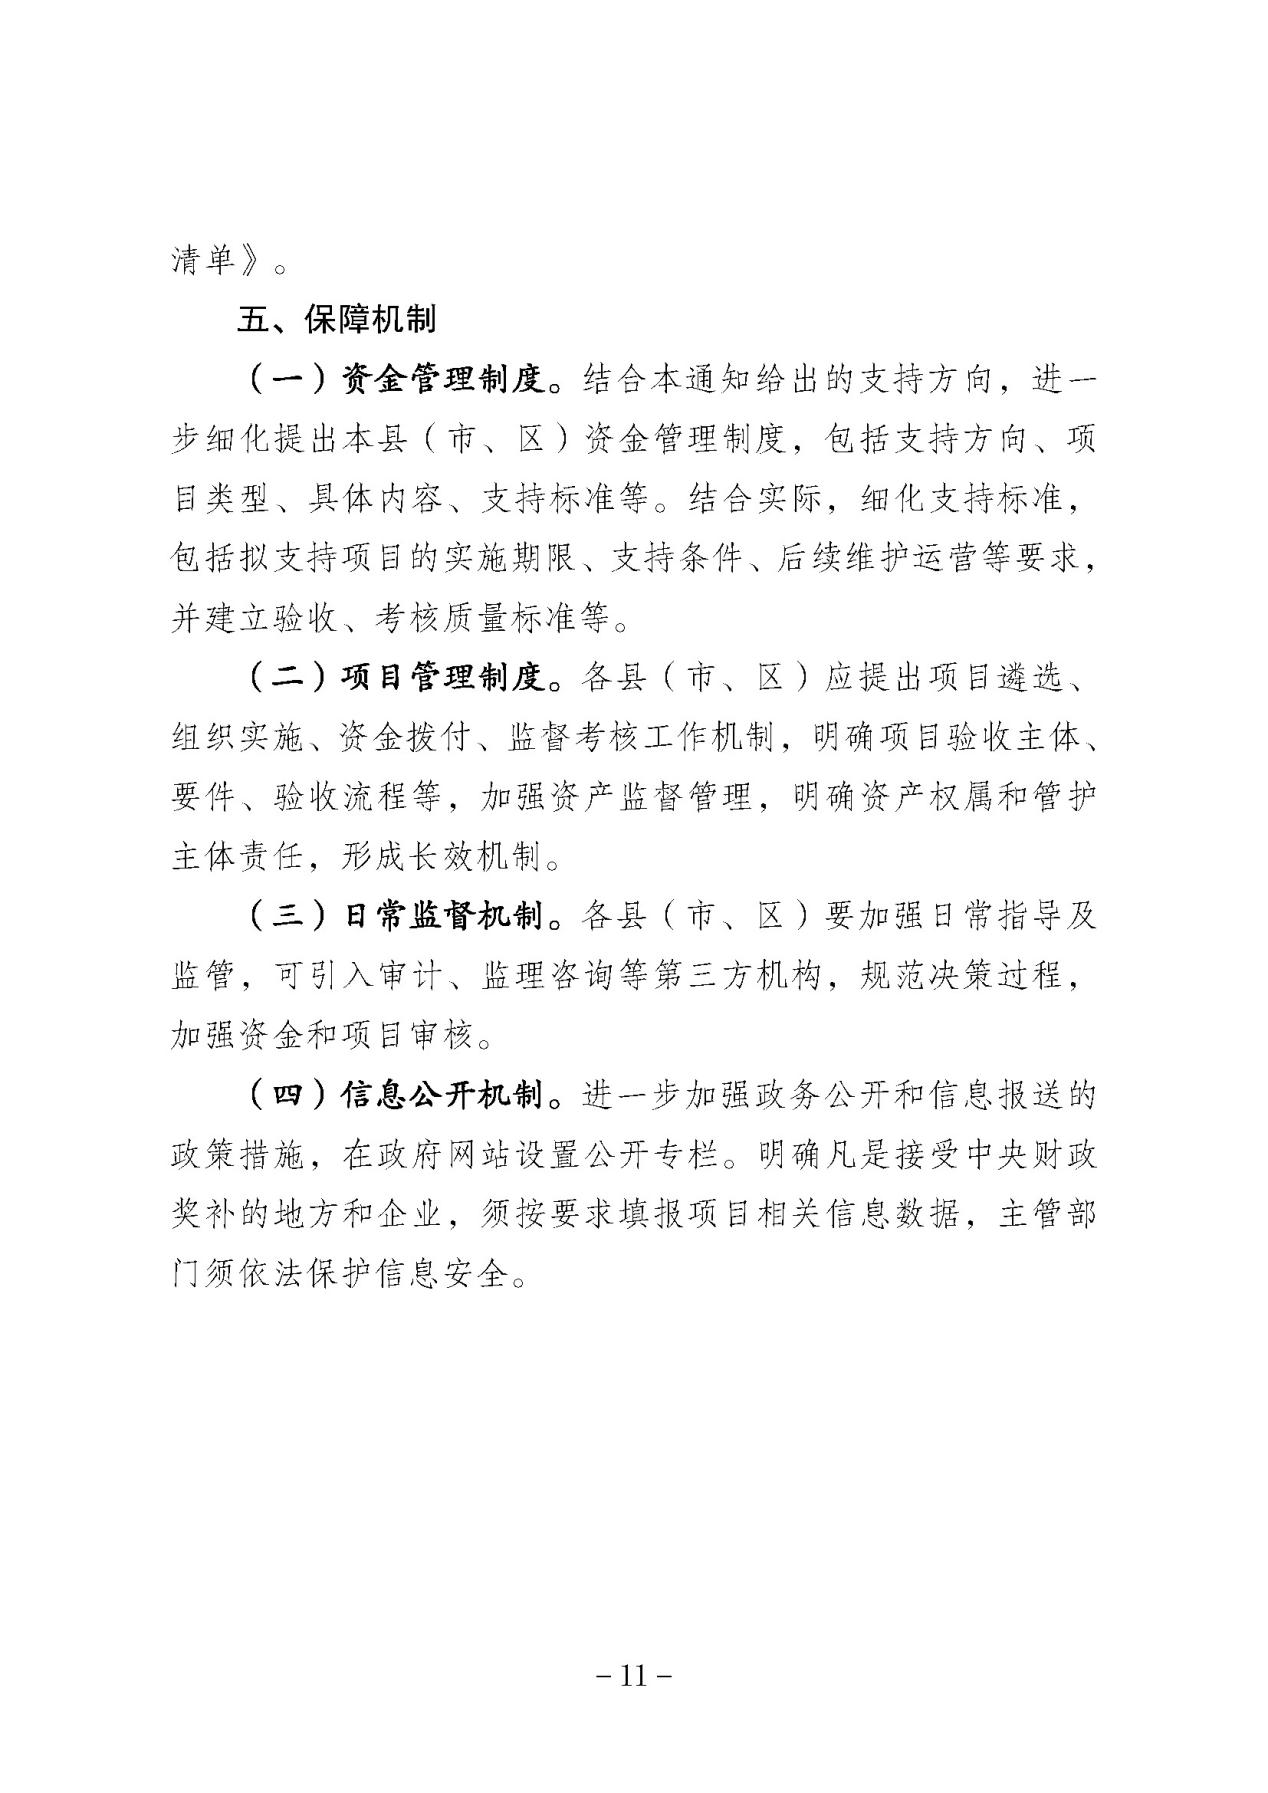 清单》。
五、保障机制
（一）资金管理制度。结合本通知给出的支持方向，进一
步细化提出本县（市、区）资金管理制度，包括支持方向、项
目类型、具体内容、支持标准等。结合实际，细化支持标准，
包括拟支持项目的实施期限、支持条件、后续维护运营等要求，
并建立验收、考核质量标准等。
（二）项目管理制度。各县（市、区）应提出项目遴选、
组织实施、资金拨付、监督考核工作机制，明确项目验收主体、
要件、验收流程等，加强资产监督管理，明确资产权属和管护
主体责任，形成长效机制。
（三）日常监督机制。各县（市、区）要加强日常指导及
监管，可引入审计、监理咨询等第三方机构，规范决策过程，
加强资金和项目审核。
（四）信息公开机制。进一步加强政务公开和信息报送的
政策措施，在政府网站设置公开专栏。明确凡是接受中央财政
奖补的地方和企业，须按要求填报项目相关信息数据，主管部
门须依法保护信息安全。
– 11 –